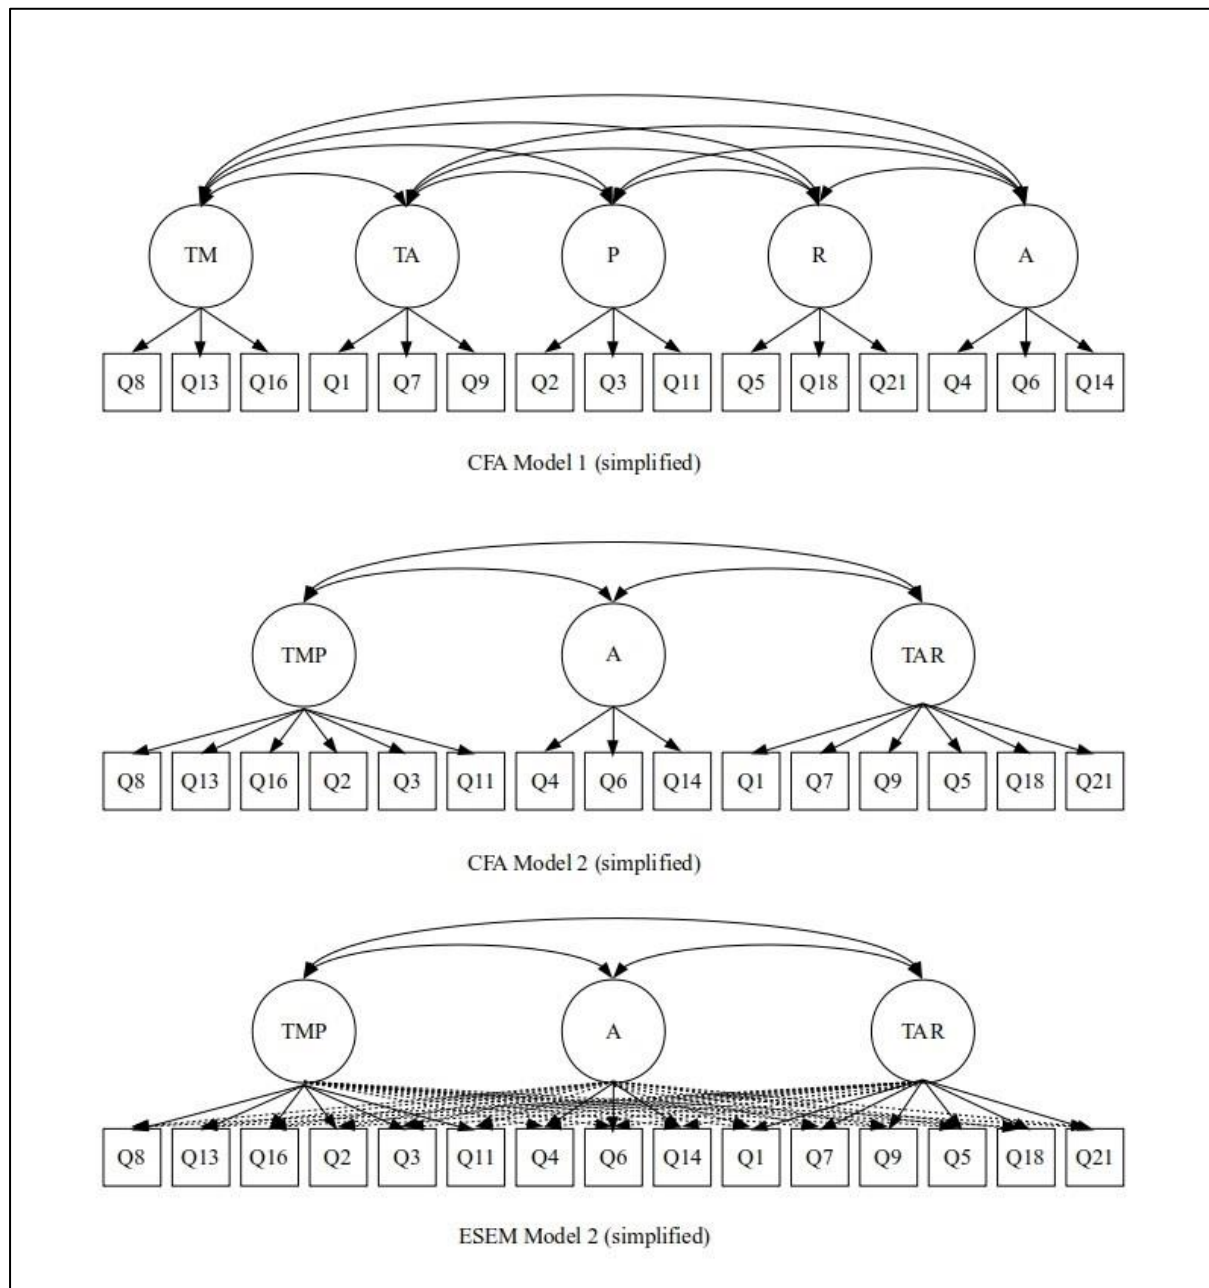 TM TA P R A
Q8 Q13 Q16 Q1 Q7 Q9 Q2 Q3 Q11 Q5 Q18 Q21 Q4 Q6 Q14
CFA Model 1 (simplified)
TMP A TAR
Q8 Q13 Q16 Q2 Q3 Q11 Q4 Q6 Q14 Q1 Q7 Q9 Q5 Q18 Q21
CFA Model 2 (simplified)
TMP A TAR
Q8 Q13 Q16 Q2 Q3 Q11 Q4 Q6 Q14 Q1 Q7 Q9 Q5 Q18 Q21
ESEM Model 2 (simplified)